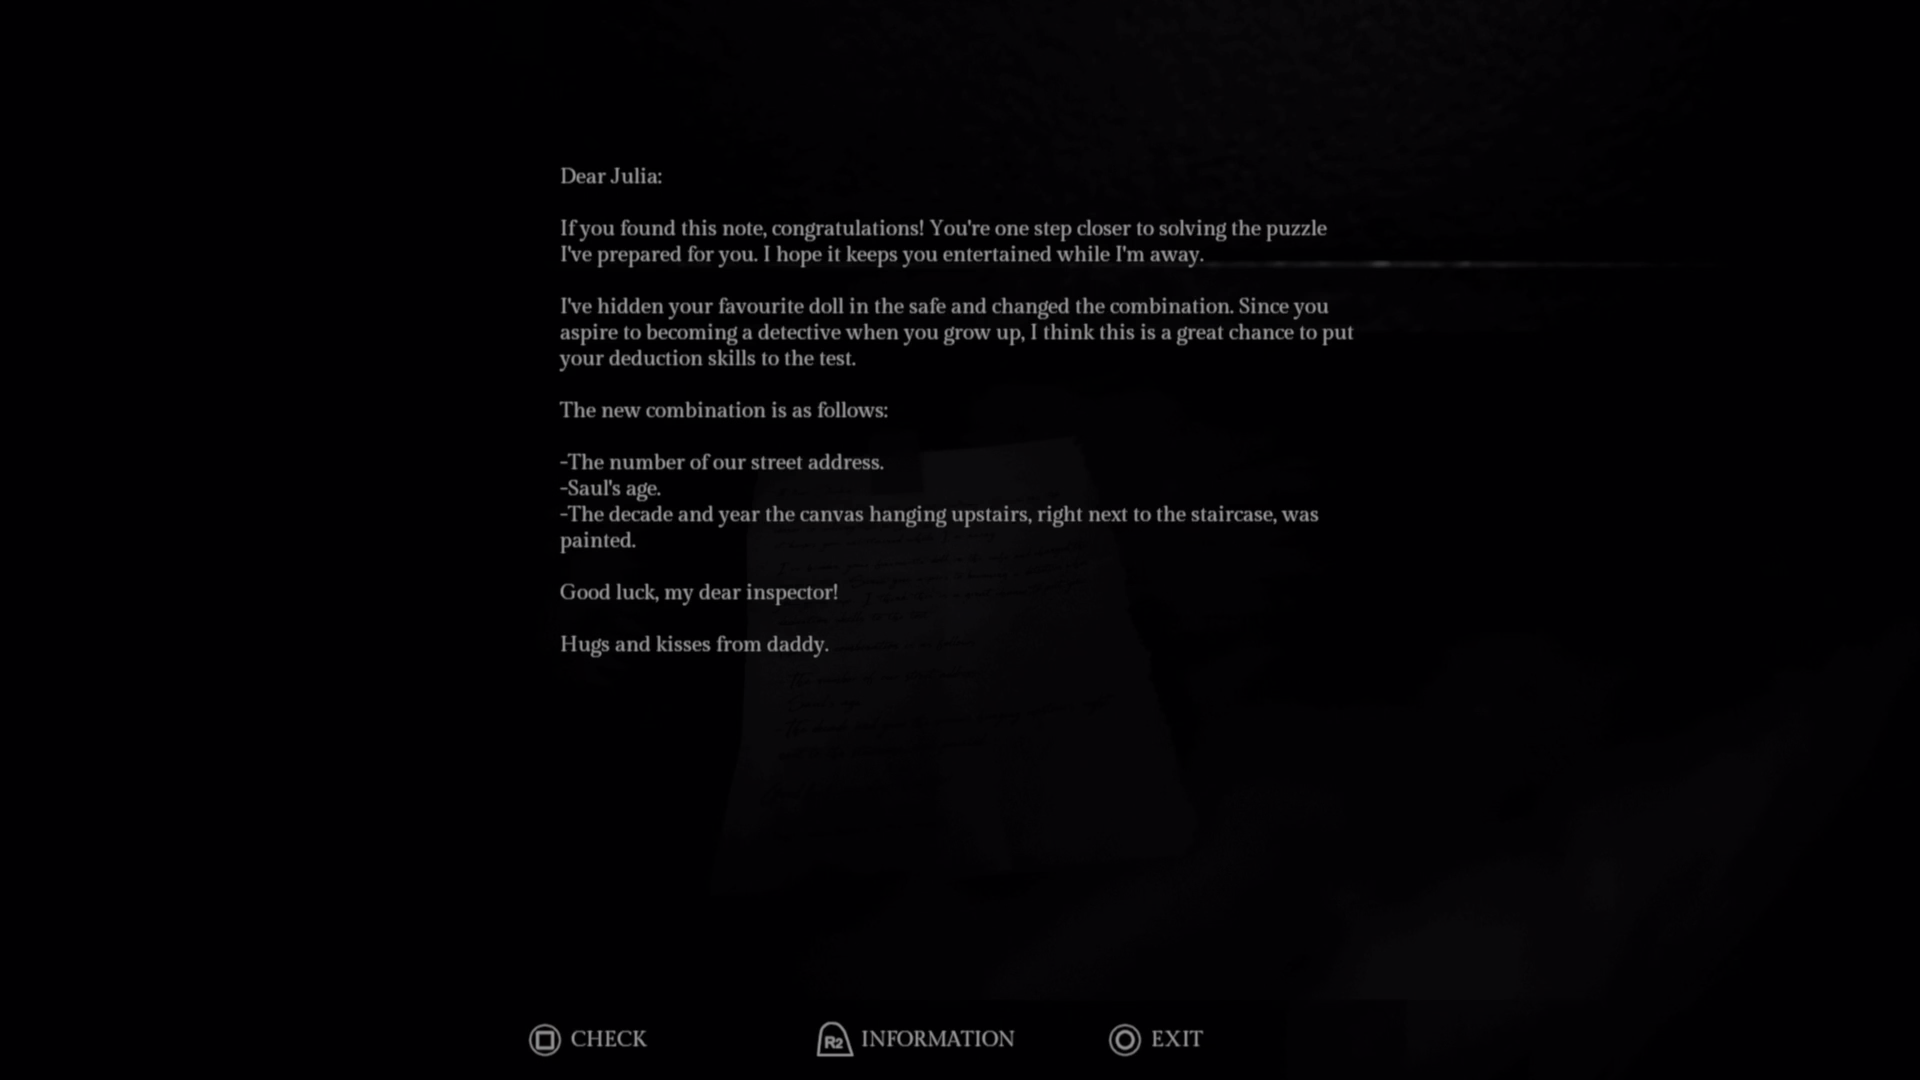 Dear Julia:
If you found this note, congratulations! You're one step closer to solving the puzzle
I've prepared for you. I hope it keeps you entertained while I'm away.
I've hidden your favourite doll in the safe and changed the combination. Since you
aspire to becoming a detective when you grow up, I think this is a great chance to put
your deduction skills to the test.
The new combination is as follows:
-The number of our street address.
-Saul's age.
-The decade and year the canvas hanging upstairs, right next to the staircase, was
painted.
Good luck, my dear inspector!
Hugs and kisses from daddy.
CHECK
R2 INFORMATION
EXIT